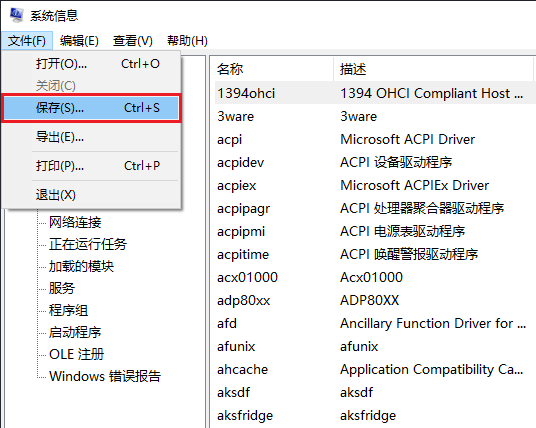 系统信息
文件(F) 编辑(E) 查看(V) 帮助(H)
打开(O)... Ctrl+O
关闭(C)
保存(S)... Ctrl+S
导出(E)...
打印(P)... Ctrl+P
退出(X)
网络连接
正在运行任务
加载的模块
服务
程序组
启动程序
OLE 注册
Windows 错误报告
名称 描述
1394ohci 1394 OHCI Compliant Host ...
3ware 3ware
acpi Microsoft ACPI Driver
acpidev ACPI 设备驱动程序
acpiex Microsoft ACPIEx Driver
acpipagr ACPI 处理器聚合器驱动程序
acpipmi ACPI 电源表驱动程序
acpitime ACPI 唤醒警报驱动程序
acx01000 Acx01000
adp80xx ADP80XX
afd Ancillary Function Driver for ...
afunix afunix
ahcache Application Compatibility Ca...
aksdf aksdf
aksfridge aksfridge